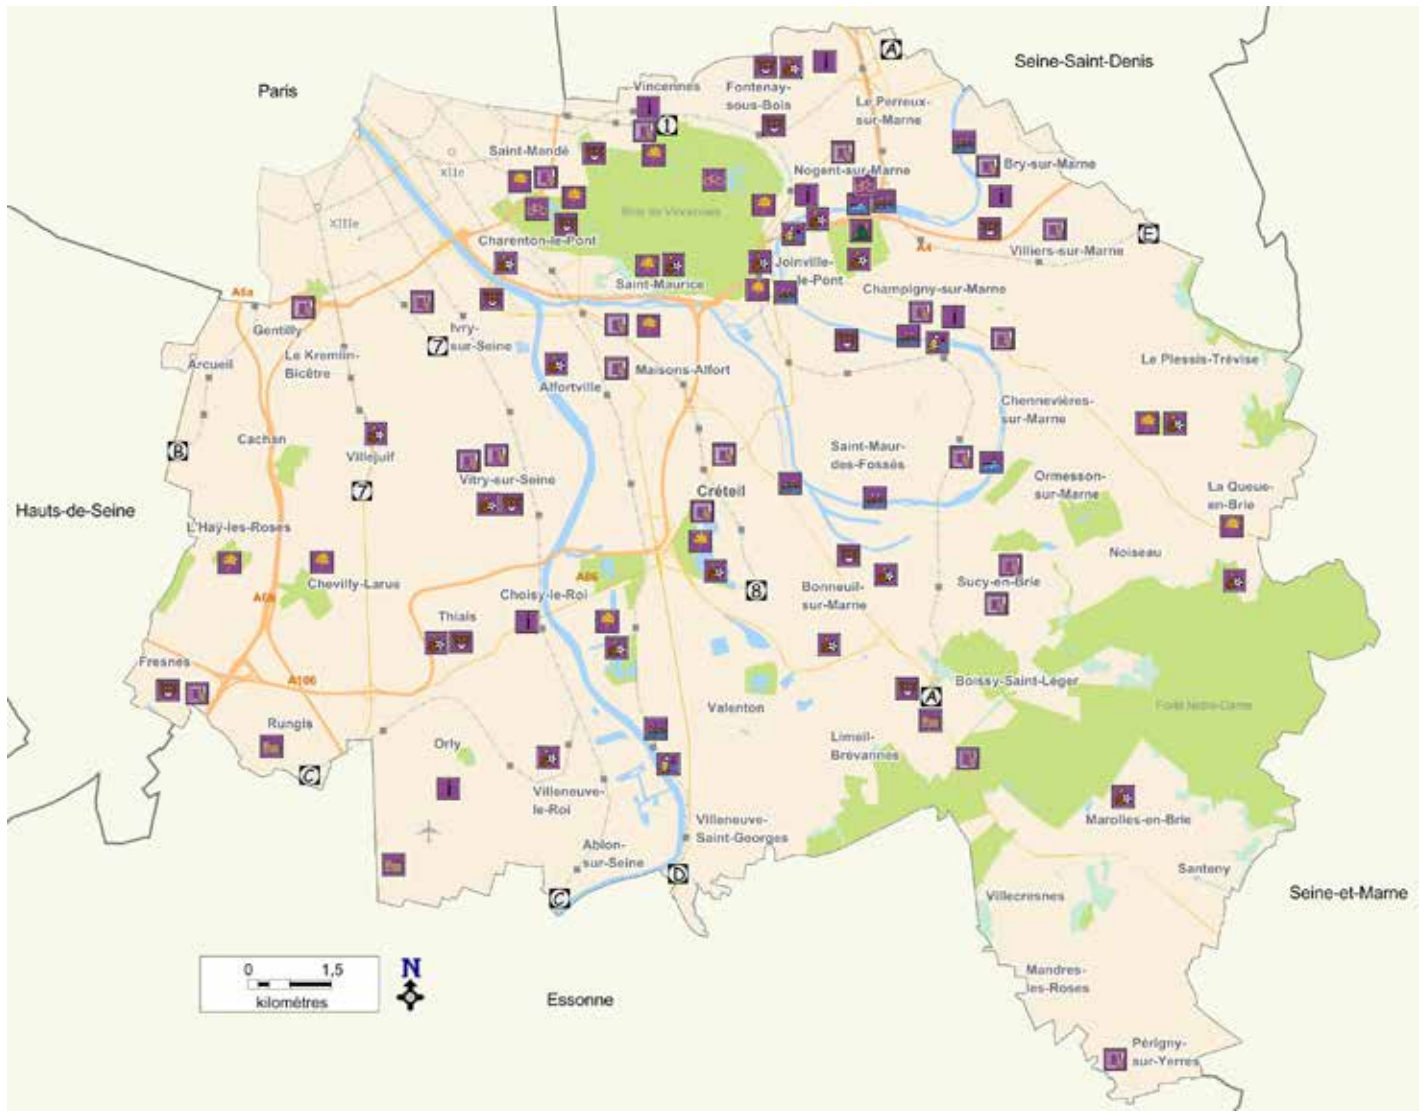 Seine-Saint-Denis
Paris
A
Vincennes
Fontenay-
sous-Bois
Le Perreux-
sur-Marne
1
Saint-Mandé
XIIe
Nogent-sur-Marne
Bry-sur-Marne
XIIIe
Bois de Vincennes
Charenton-le-Pont
A4
E
Villiers-sur-Marne
Joinville-
le-Pont
Saint-Maurice
Champigny-sur-Marne
A6a
Gentilly
Ivry-
sur-Seine
7
Le Kremlin-
Bicêtre
Arcueil
Le Plessis-Trévise
Alfortville
Maisons-Alfort
Chennevières-
sur-Marne
Cachan
B
Villejuif
Saint-Maur-
des-Fossés
Vitry-sur-Seine
Ormesson-
sur-Marne
7
Créteil
La Queue-
en-Brie
Hauts-de-Seine
L'Haÿ-les-Roses
Noiseau
Chevilly-Larue
A86
Sucy-en-Brie
Choisy-le-Roi
8
Bonneuil-
sur-Marne
Thiais
Fresnes
A106
Boissy-Saint-Léger
A
Valenton
Forêt Notre-Dame
Rungis
Orly
Limeil-
Brévannes
C
Villeneuve-
le-Roi
Villeneuve-
Saint-Georges
Marolles-en-Brie
Ablon-
sur-Seine
Santeny
D
C
Villecresnes
Seine-et-Marne
0 1,5
kilomètres
N
Essonne
Mandres-
les-Roses
Périgny-
sur-Yerres